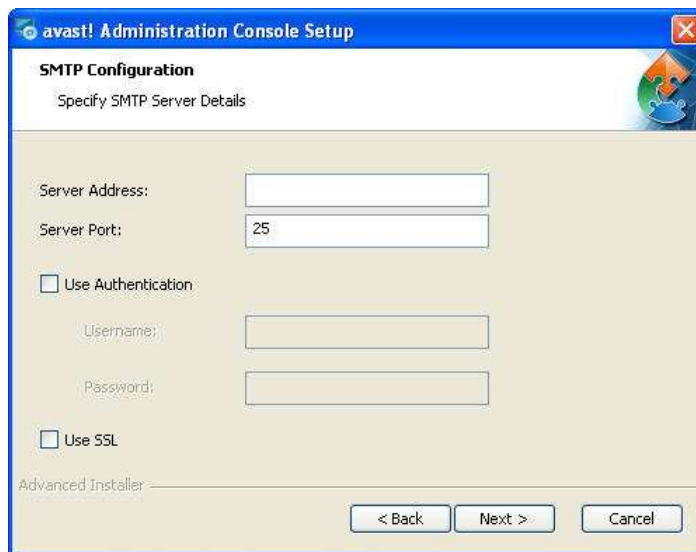 avast! Administration Console Setup
SMTP Configuration
Specify SMTP Server Details
Server Address:
Server Port: 25
Use Authentication
Username:
Password:
Use SSL
Advanced Installer
< Back Next > Cancel